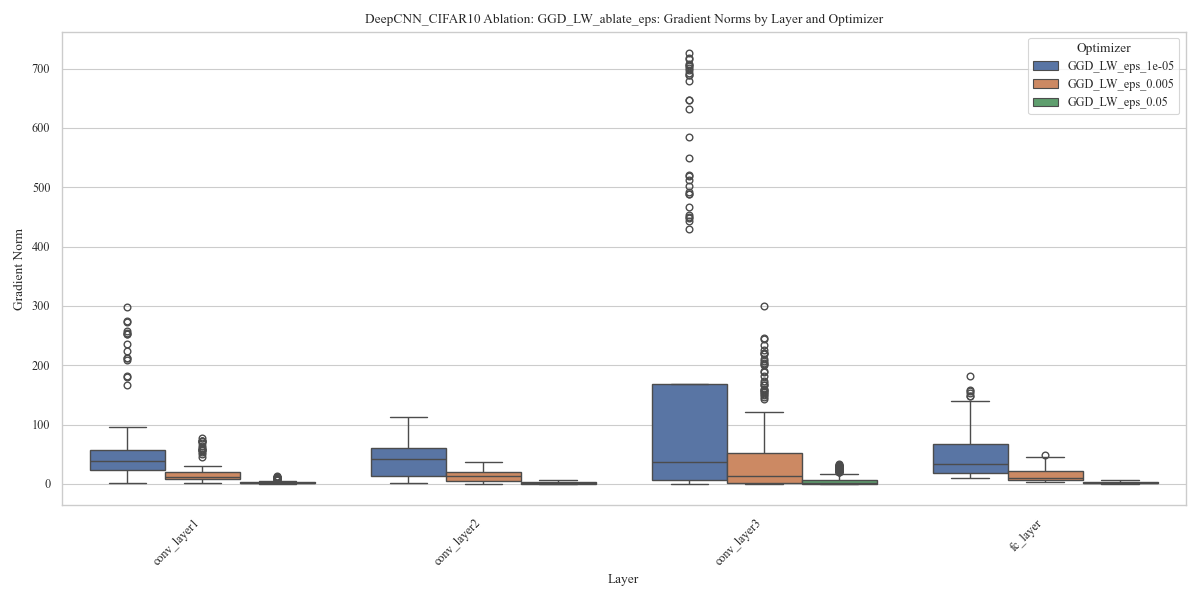 DeepCNN_CIFAR10 Ablation: GGD_LW_ablate_eps: Gradient Norms by Layer and Optimizer
Optimizer
GGD_LW_eps_1e-05
GGD_LW_eps_0.005
GGD_LW_eps_0.05
Gradient Norm
700
600
500
400
300
200
100
0
conv_layer1
conv_layer2
conv_layer3
fc_layer
Layer